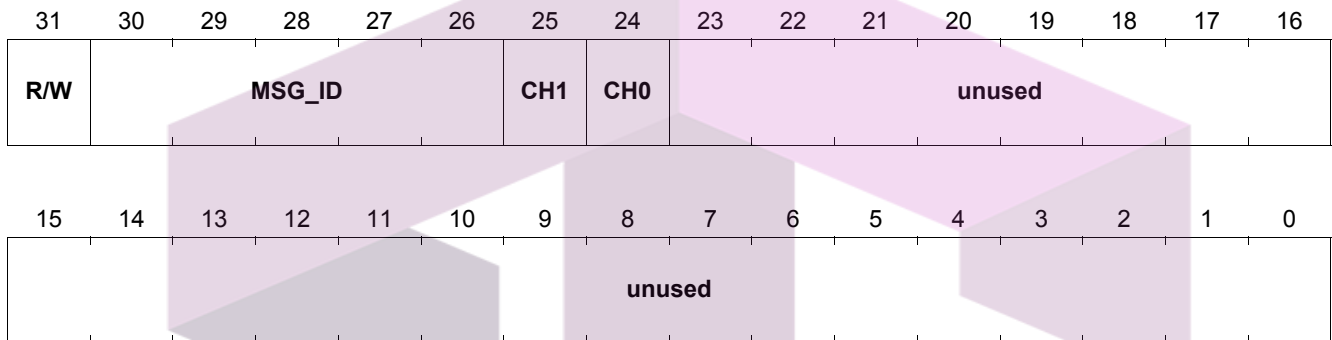 31 30 29 28 27 26 25 24 23 22 21 20 19 18 17 16
R/W MSG_ID CH1 CH0 unused
15 14 13 12 11 10 9 8 7 6 5 4 3 2 1 0
unused